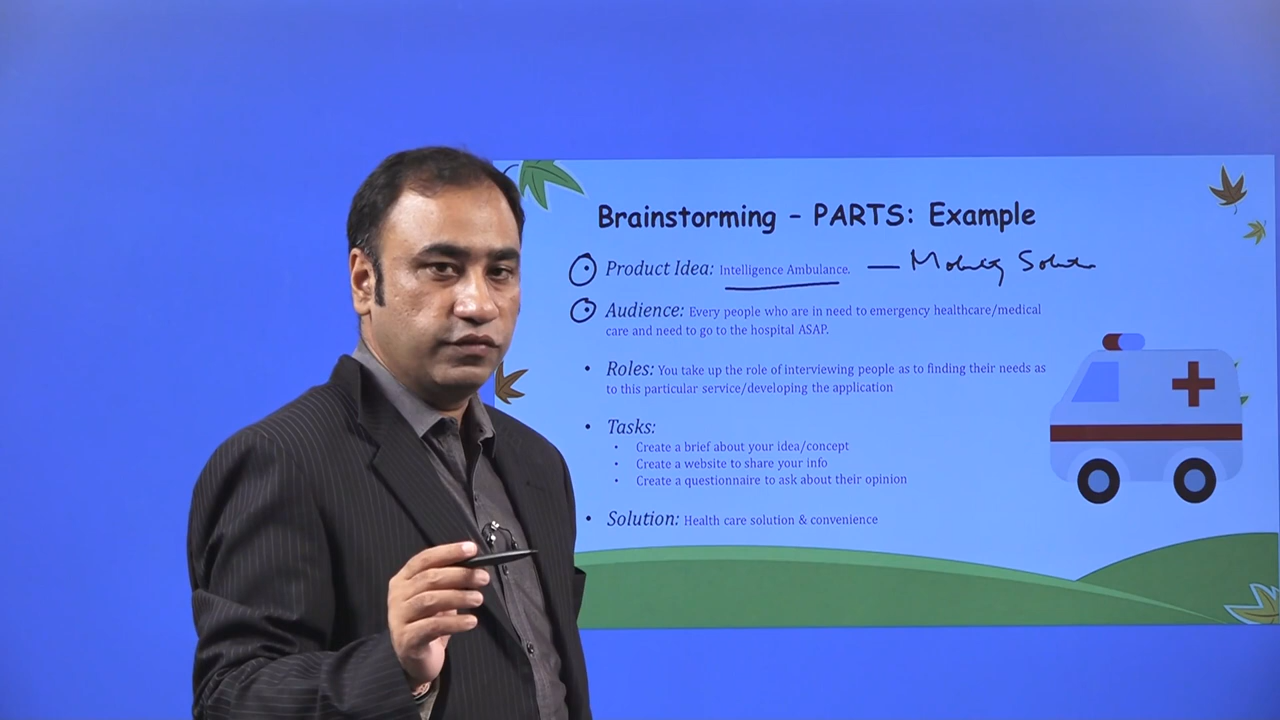 Brainstorming - PARTS: Example
Product Idea: Intelligence Ambulance. — Mobility Solution
Audience: Every people who are in need to emergency healthcare/medical
care and need to go to the hospital ASAP.
• Roles: You take up the role of interviewing people as to finding their needs as
to this particular service/developing the application
• Tasks:
• Create a brief about your idea/concept
• Create a website to share your info
• Create a questionnaire to ask about their opinion
• Solution: Health care solution & convenience